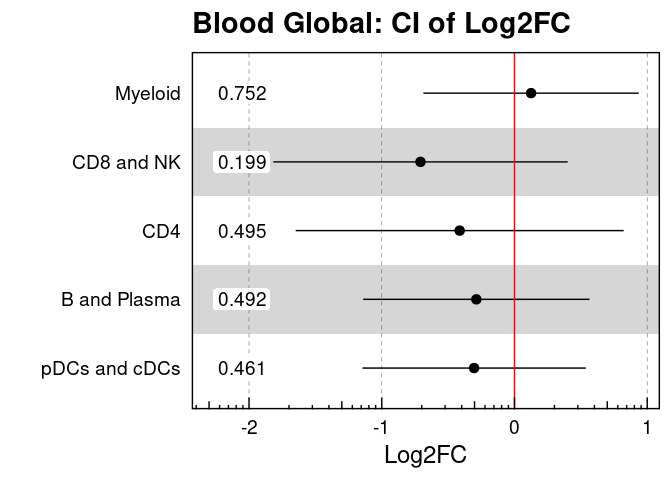 Blood Global: CI of Log2FC
Myeloid 0.752
CD8 and NK 0.199
CD4 0.495
B and Plasma 0.492
pDCs and cDCs 0.461
-2 -1 0 1
Log2FC